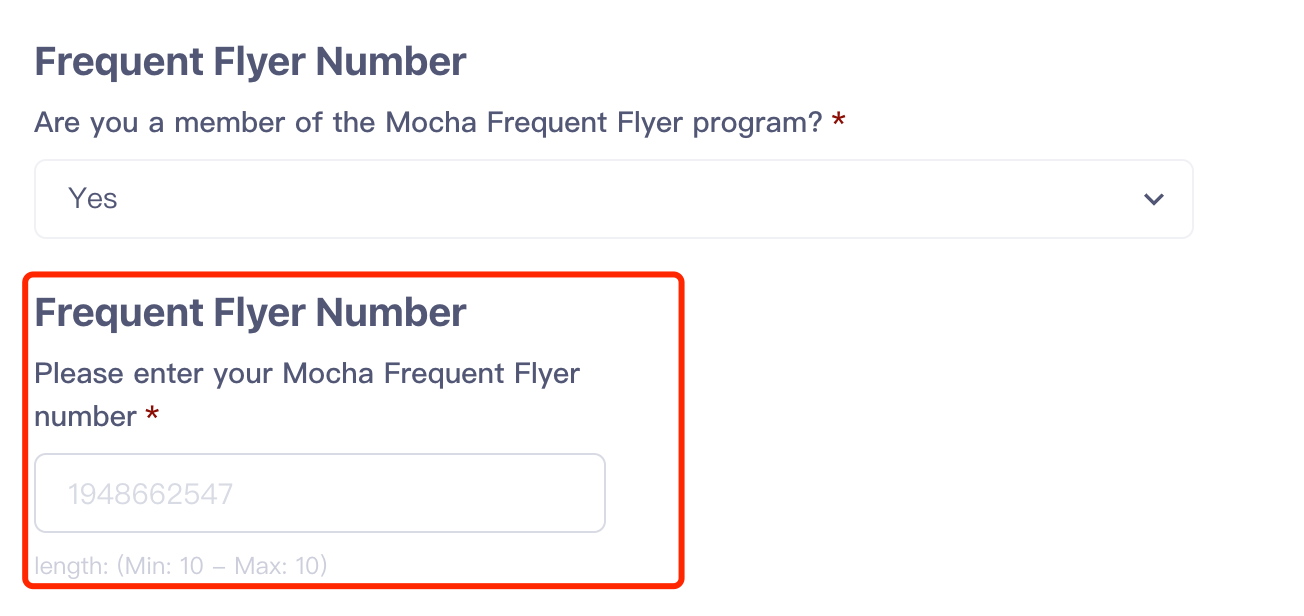 Frequent Flyer Number
Are you a member of the Mocha Frequent Flyer program? *
Yes
Frequent Flyer Number
Please enter your Mocha Frequent Flyer
number *
1948662547
length: (Min: 10 – Max: 10)